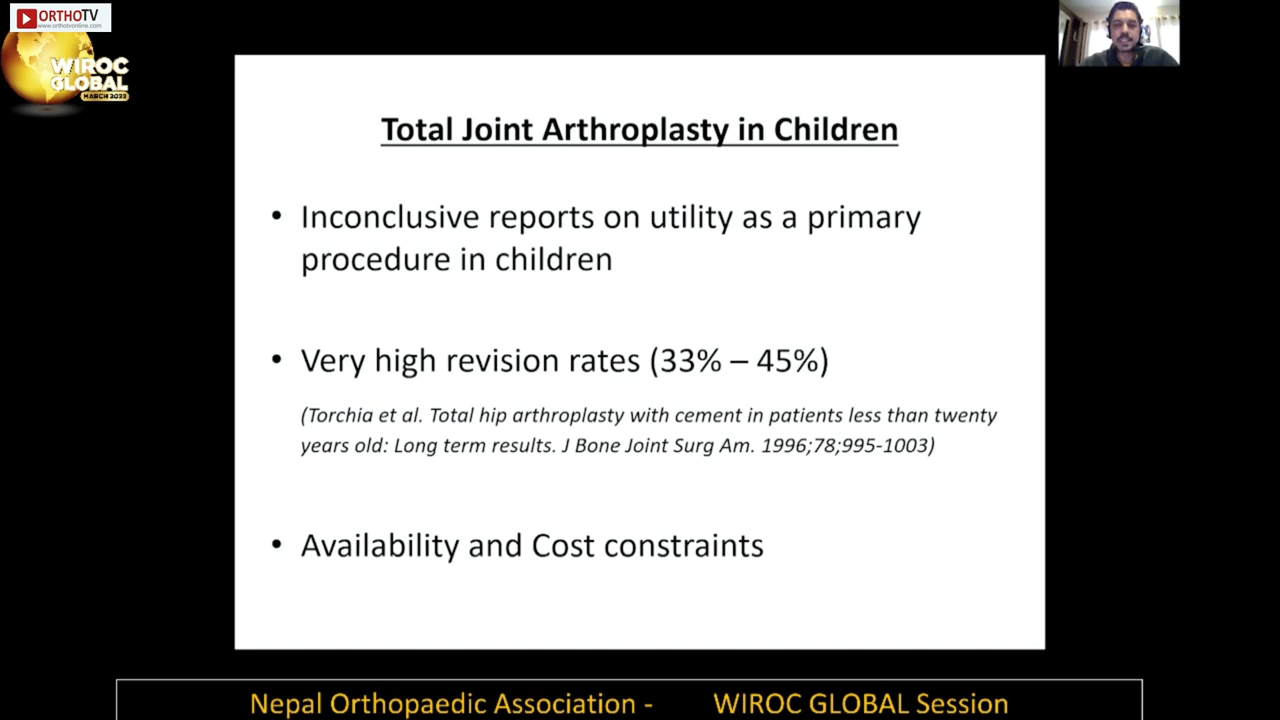 ORTHOTV
www.orthotvonline.com
WIROC
GLOBAL
MARCH 2022
Total Joint Arthroplasty in Children
• Inconclusive reports on utility as a primary
procedure in children
• Very high revision rates (33% – 45%)
(Torchia et al. Total hip arthroplasty with cement in patients less than twenty
years old: Long term results. J Bone Joint Surg Am. 1996;78;995-1003)
• Availability and Cost constraints
Nepal Orthopaedic Association - WIROC GLOBAL Session